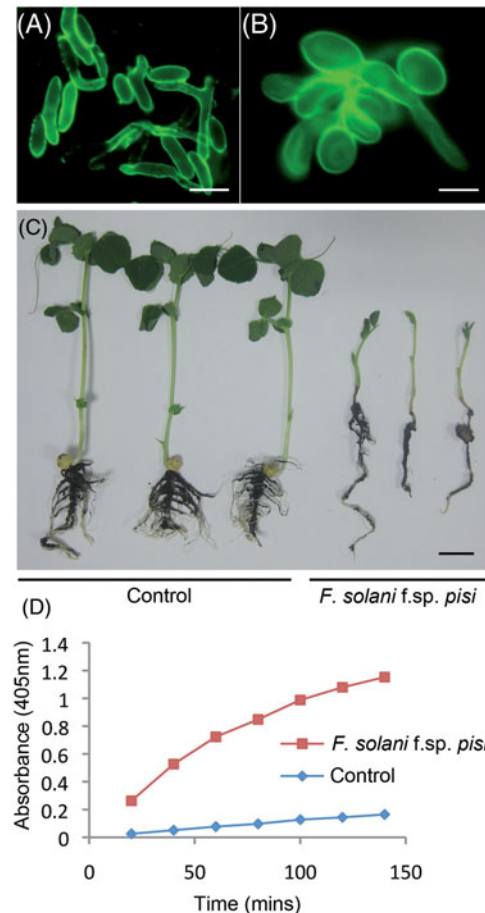 (A)
(B)
(C)
Control
F. solani f.sp. pisi
(D)
Absorbance (405nm)
1.4
1.2
1
0.8
0.6
0.4
0.2
0
F. solani f.sp. pisi
Control
0
50
100
150
Time (mins)